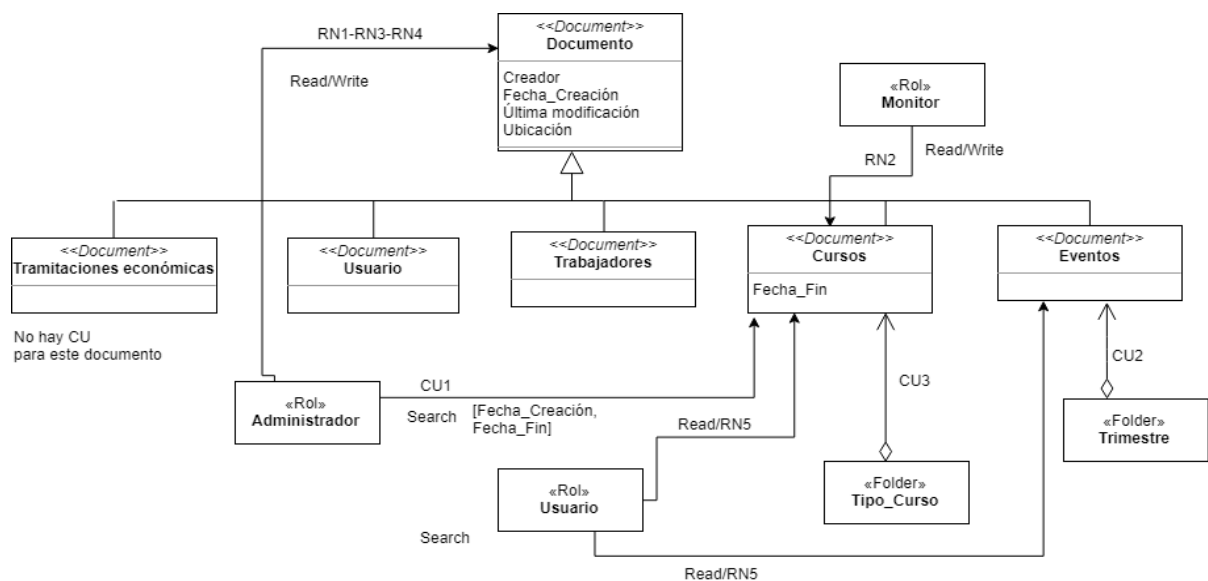 <<Document>>
Documento
Creador
Fecha_Creación
Última modificación
Ubicación
RN1-RN3-RN4
Read/Write
«Rol»
Monitor
RN2
Read/Write
<<Document>>
Tramitaciones económicas
<<Document>>
Usuario
<<Document>>
Trabajadores
<<Document>>
Cursos
Fecha_Fin
<<Document>>
Eventos
No hay CU
para este documento
«Rol»
Administrador
CU1
Search
[Fecha_Creación,
Fecha_Fin]
CU3
CU2
«Folder»
Trimestre
Read/RN5
«Rol»
Usuario
«Folder»
Tipo_Curso
Search
Read/RN5